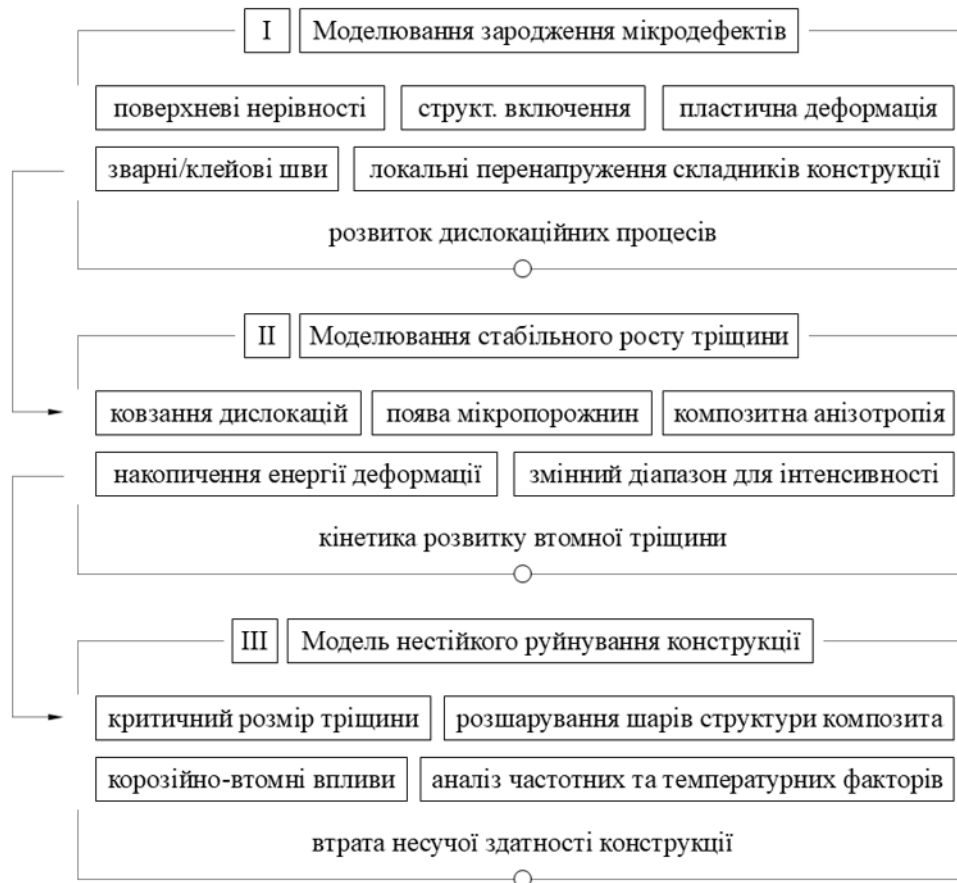 I Моделювання зародження мікродефектів
поверхневі нерівності структ. включення пластична деформація
зварні/клейові шви локальні перенапруження складників конструкції
розвиток дислокаційних процесів
II Моделювання стабільного росту тріщини
ковзання дислокацій поява мікропорожнин композитна анізотропія
накопичення енергії деформації змінний діапазон для інтенсивності
кінетика розвитку втомної тріщини
III Модель нестійкого руйнування конструкції
критичний розмір тріщини розшарування шарів структури композита
корозійно-втомні впливи аналіз частотних та температурних факторів
втрата несучої здатності конструкції